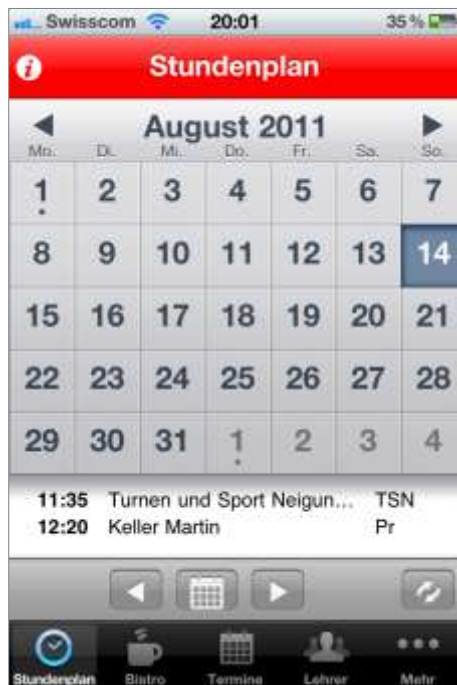 Swisscom 20:01 35 %
Stundenplan
August 2011
Mo. Di. Mi. Do. Fr. Sa. So.
1 2 3 4 5 6 7
8 9 10 11 12 13 14
15 16 17 18 19 20 21
22 23 24 25 26 27 28
29 30 31 1 2 3 4
11:35 Turnen und Sport Neigun... TSN
12:20 Keller Martin Pr
Stundenplan Bistro Termine Lehrer Mehr